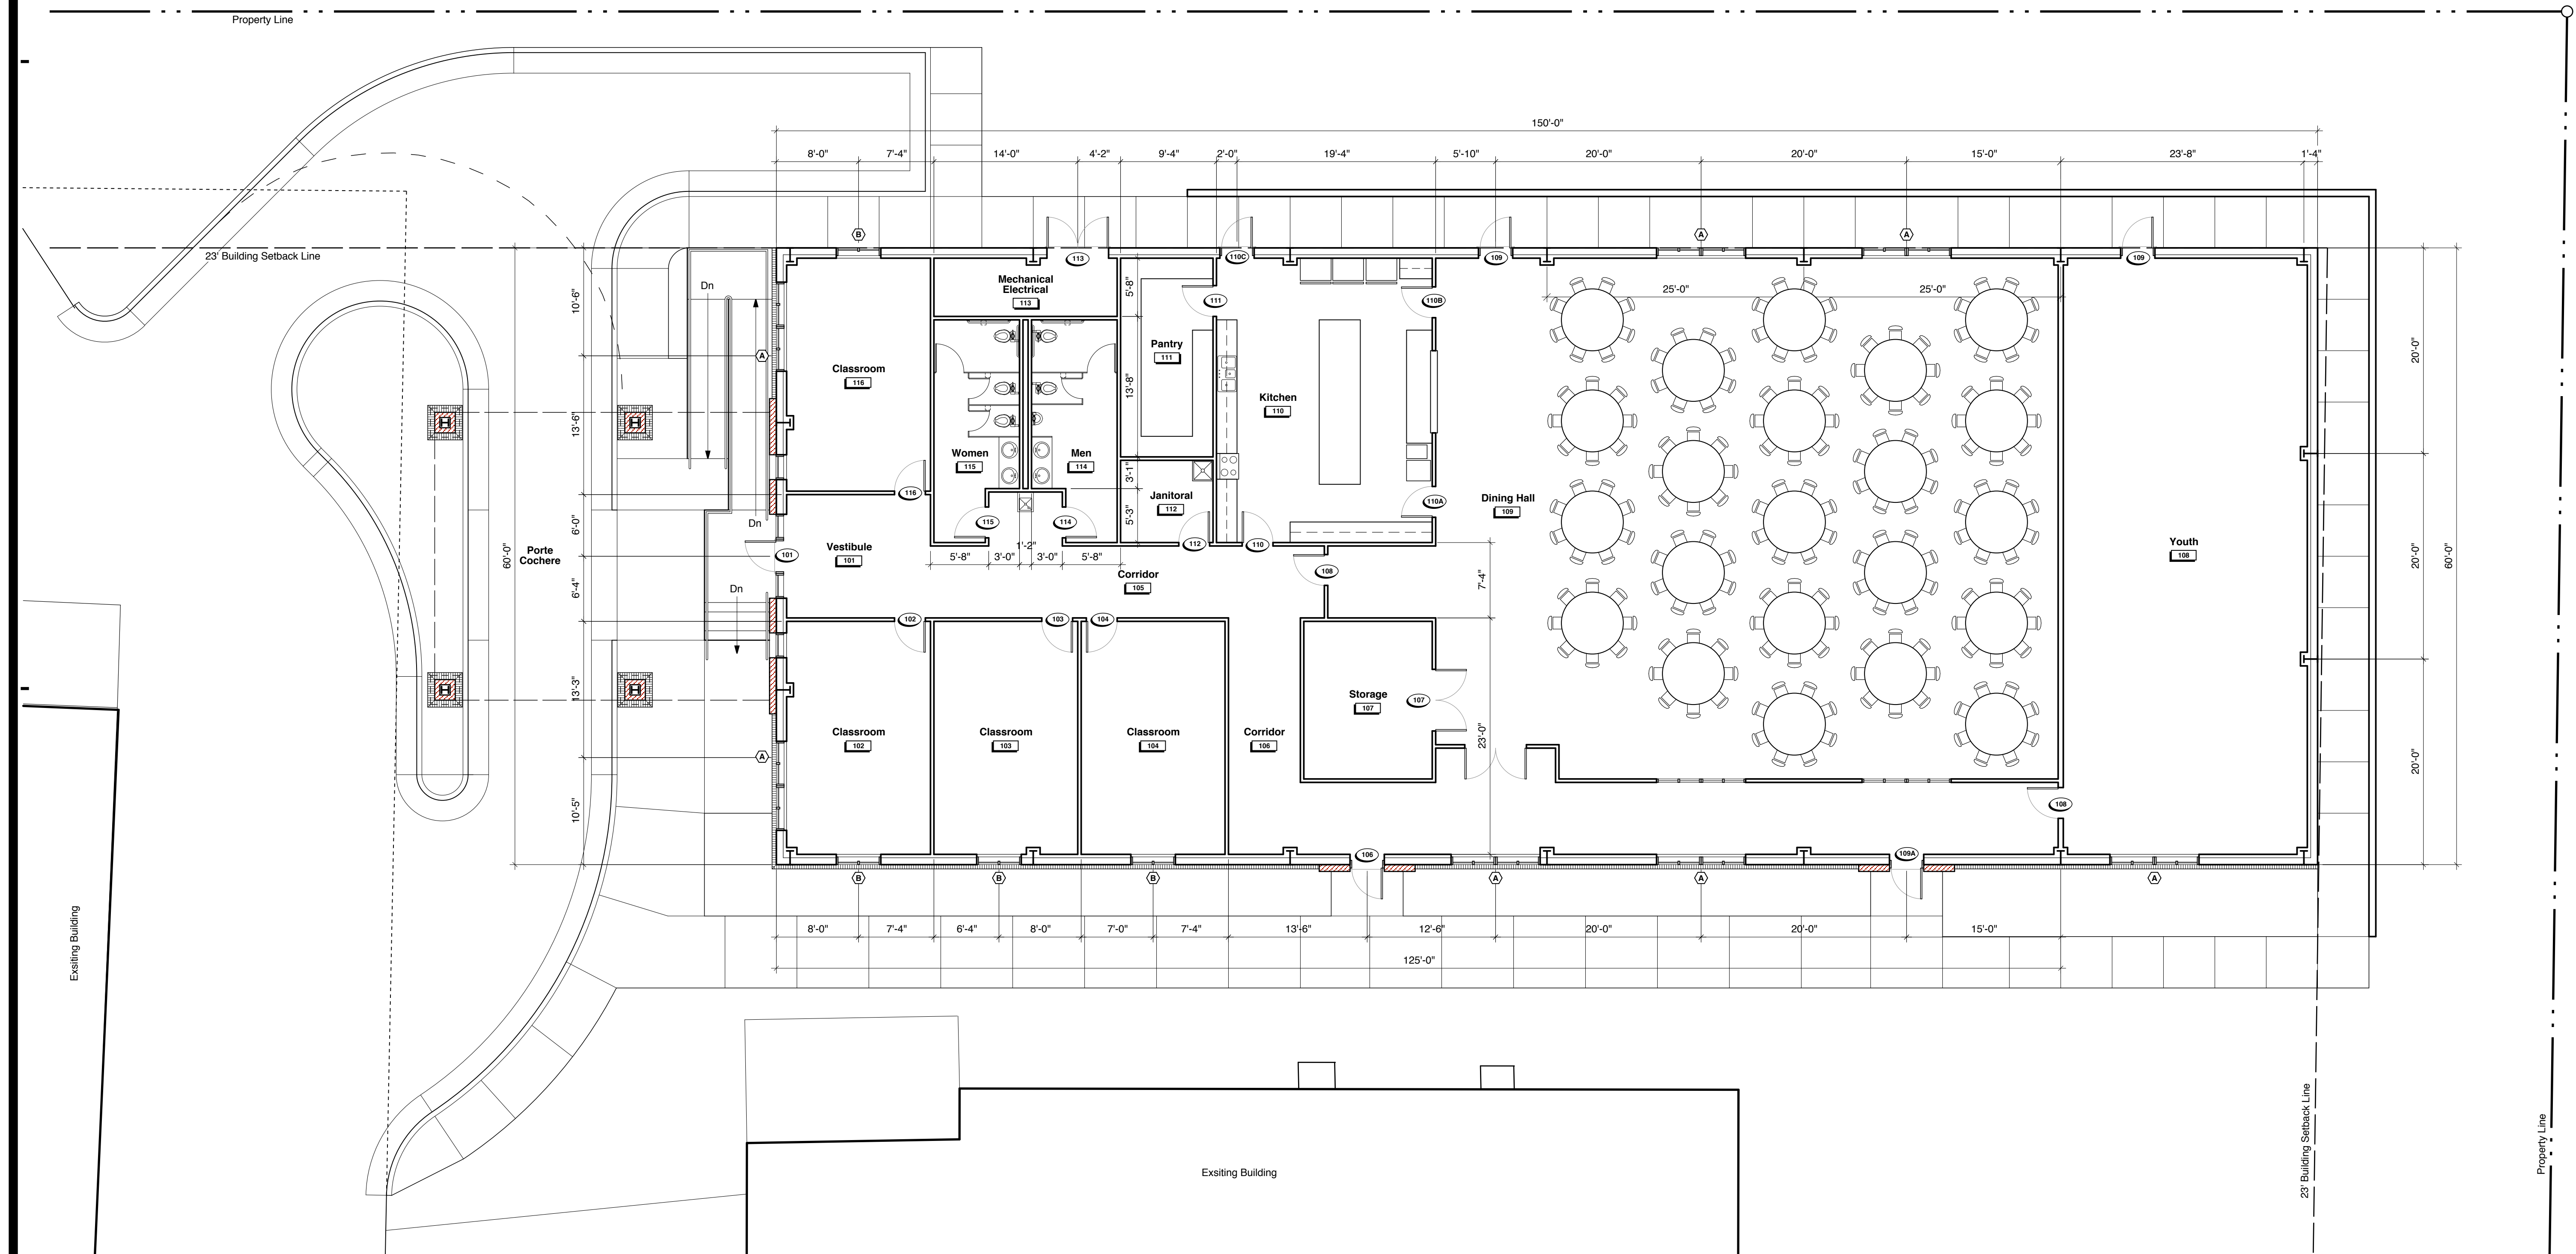 Property Line
150'-0"
8'-0" 7'-4" 14'-0" 4'-2" 9'-4" 2'-0" 19'-4" 5'-10" 20'-0" 20'-0" 15'-0" 23'-8" 1'-4"
B A A
23' Building Setback Line
113 110C 109 109
Mechanical
Electrical
113
Dn
10'-6"
5'-8"
111
110B
25'-0" 25'-0"
20'-0"
A
Classroom
116
Pantry
111
13'-8"
Kitchen
110
13'-6"
Women
115
Men
114
3'-1"
Janitoral
112
116
110A
Dining Hall
109
6'-0"
Dn
115
114
5'-3"
112
110
1'-2"
5'-8" 3'-0" 3'-0" 5'-8"
60'-0"
Porte
Cochere
101
Vestibule
101
Corridor
105
108
7'-4"
Youth
108
20'-0"
60'-0"
6'-4"
Dn
102
103
104
13'-3"
Storage
107
107
Classroom
102
Classroom
103
Classroom
104
Corridor
106
23'-0"
A
20'-0"
10'-5"
108
106
109A
B B B A A A
8'-0" 7'-4" 6'-4" 8'-0" 7'-0" 7'-4" 13'-6" 12'-6" 20'-0" 20'-0" 15'-0"
125'-0"
Exsiting Building
Exsiting Building
23' Building Setback Line
Property Line